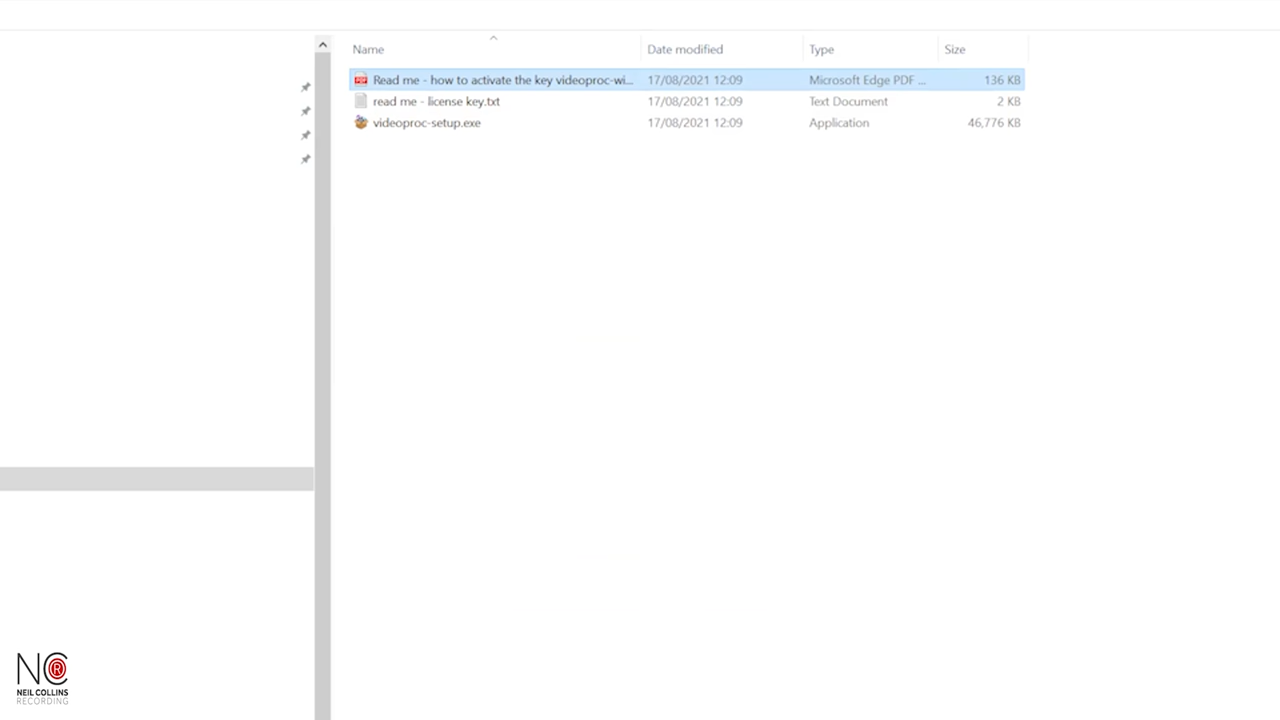 Name Date modified Type Size
Read me - how to activate the key videoproc-wi... 17/08/2021 12:09 Microsoft Edge PDF ... 136 KB
read me - license key.txt 17/08/2021 12:09 Text Document 2 KB
videoproc-setup.exe 17/08/2021 12:09 Application 46,776 KB
NC R
NEIL COLLINS
RECORDING